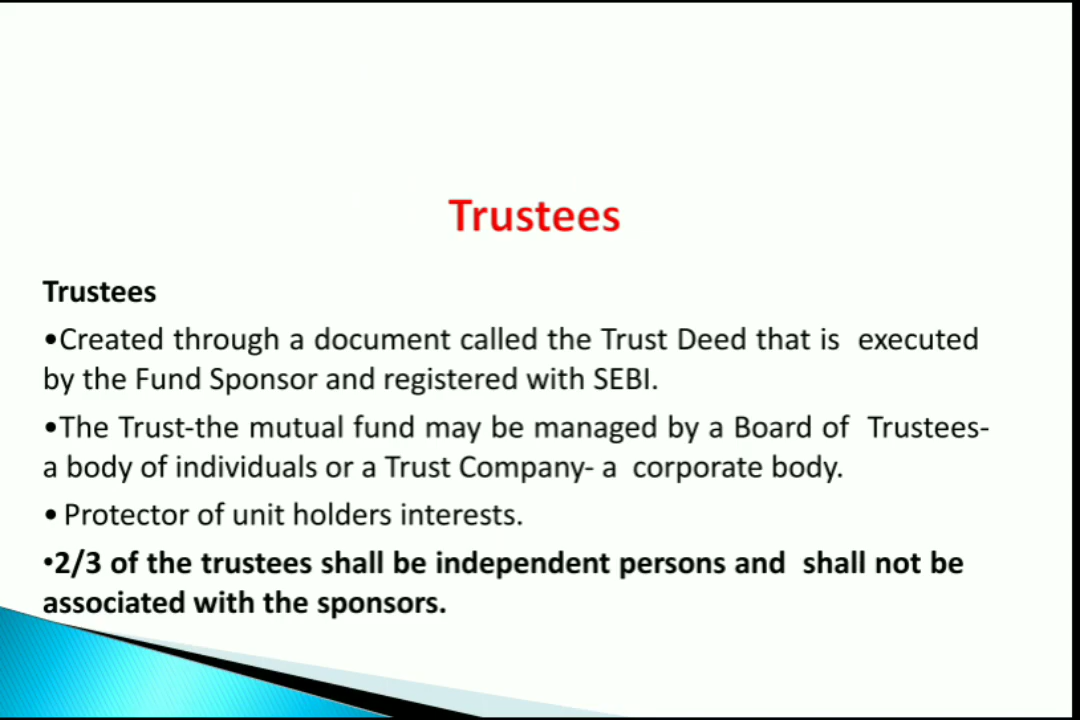 Trustees
Trustees
•Created through a document called the Trust Deed that is executed
by the Fund Sponsor and registered with SEBI.
•The Trust-the mutual fund may be managed by a Board of Trustees-
a body of individuals or a Trust Company- a corporate body.
• Protector of unit holders interests.
•2/3 of the trustees shall be independent persons and shall not be
associated with the sponsors.